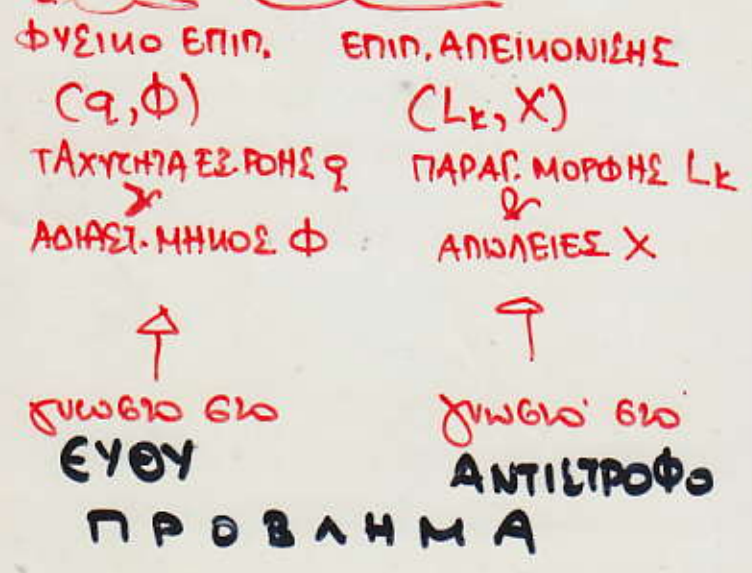 ΦΥΣΙΚΟ ΕΠΙΠ. ΕΠΙΠ. ΑΠΕΙΚΟΝΙΣΗΣ
(q, Φ) (Lk, X)
ΤΑΧΥΤΗΤΑ ΕΞ. ΡΟΗΣ q ΠΑΡΑΓ. ΜΟΡΦΗΣ Lk
& &
ΑΔΙΑΣΤ. ΜΗΚΟΣ Φ ΑΠΩΛΕΙΕΣ X
γνωστο στο γνωστό στο
ΕΥΘΥ ΑΝΤΙΣΤΡΟΦΟ
ΠΡΟΒΛΗΜΑ